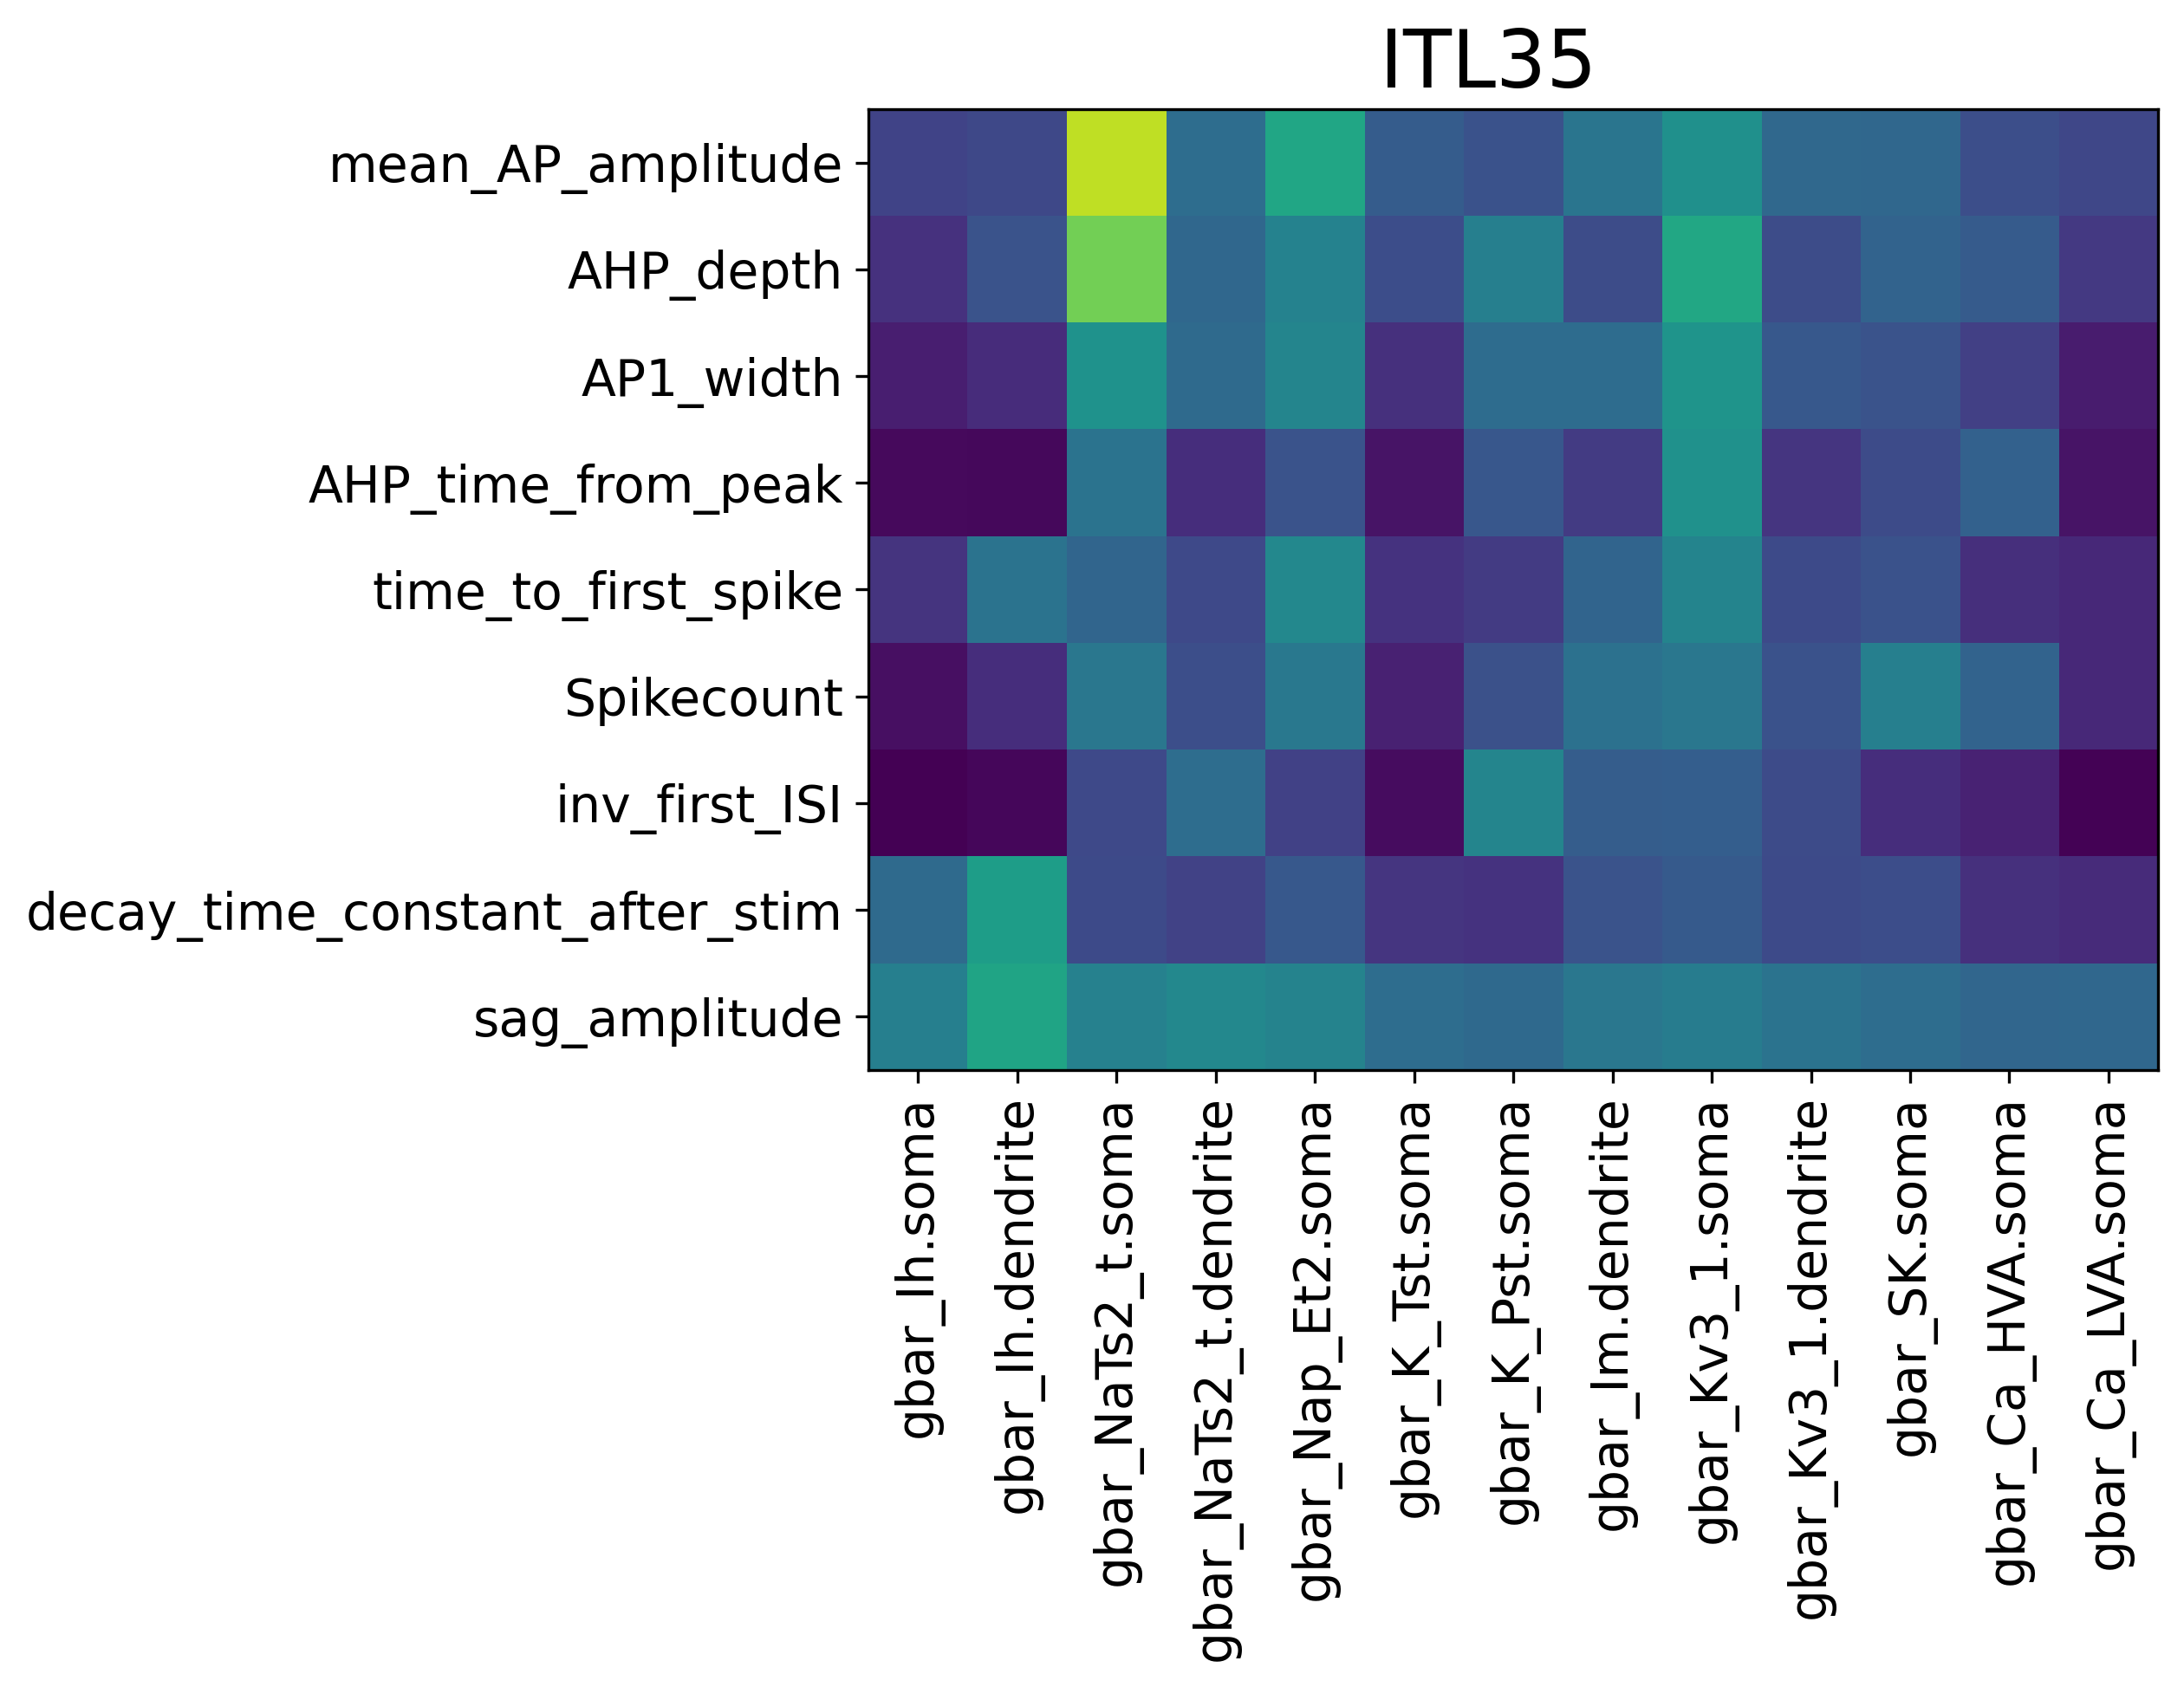 ITL35
mean_AP_amplitude
AHP_depth
AP1_width
AHP_time_from_peak
time_to_first_spike
Spikecount
inv_first_ISI
decay_time_constant_after_stim
sag_amplitude
gbar_Ih.soma
gbar_Ih.dendrite
gbar_NaTs2_t.soma
gbar_NaTs2_t.dendrite
gbar_Nap_Et2.soma
gbar_K_Tst.soma
gbar_K_Pst.soma
gbar_Im.dendrite
gbar_Kv3_1.soma
gbar_Kv3_1.dendrite
gbar_SK.soma
gbar_Ca_HVA.soma
gbar_Ca_LVA.soma